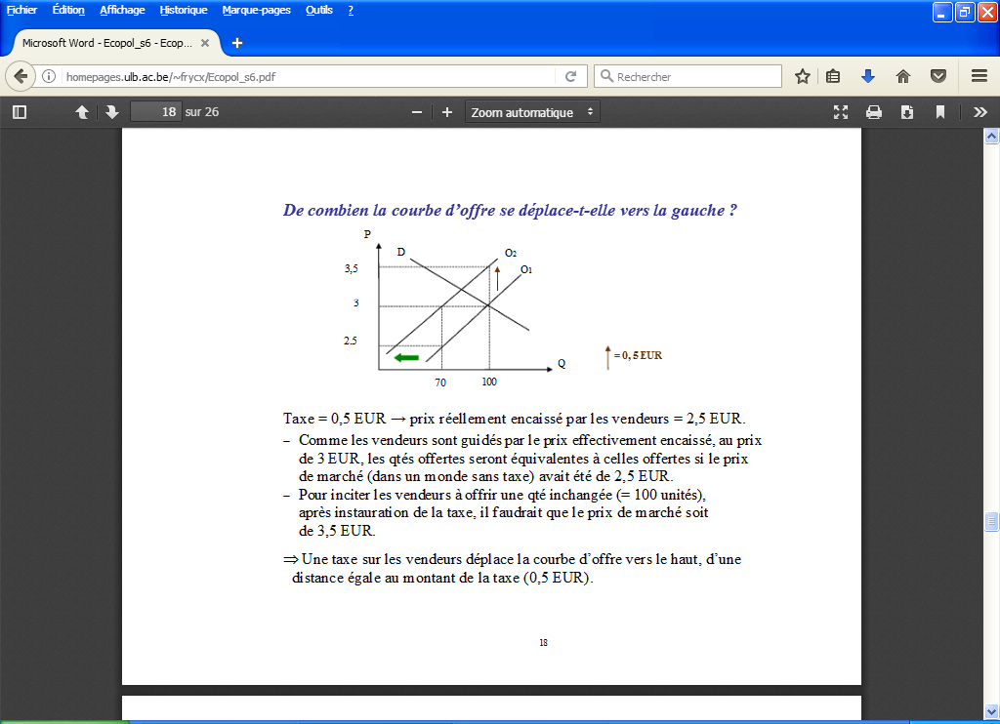 Fichier Édition Affichage Historique Marque-pages Outils ?
Microsoft Word - Ecopol_s6 - Ecop...
homepages.ulb.ac.be/~frycx/Ecopol_s6.pdf
Rechercher
18 sur 26
Zoom automatique
De combien la courbe d'offre se déplace-t-elle vers la gauche ?
P
D
O2
O1
3,5
3
2.5
Q
70
100
= 0,5 EUR
Taxe = 0,5 EUR → prix réellement encaissé par les vendeurs = 2,5 EUR.
– Comme les vendeurs sont guidés par le prix effectivement encaissé, au prix
de 3 EUR, les qtés offertes seront équivalentes à celles offertes si le prix
de marché (dans un monde sans taxe) avait été de 2,5 EUR.
– Pour inciter les vendeurs à offrir une qté inchangée (= 100 unités),
après instauration de la taxe, il faudrait que le prix de marché soit
de 3,5 EUR.
⇒ Une taxe sur les vendeurs déplace la courbe d'offre vers le haut, d'une
distance égale au montant de la taxe (0,5 EUR).
18